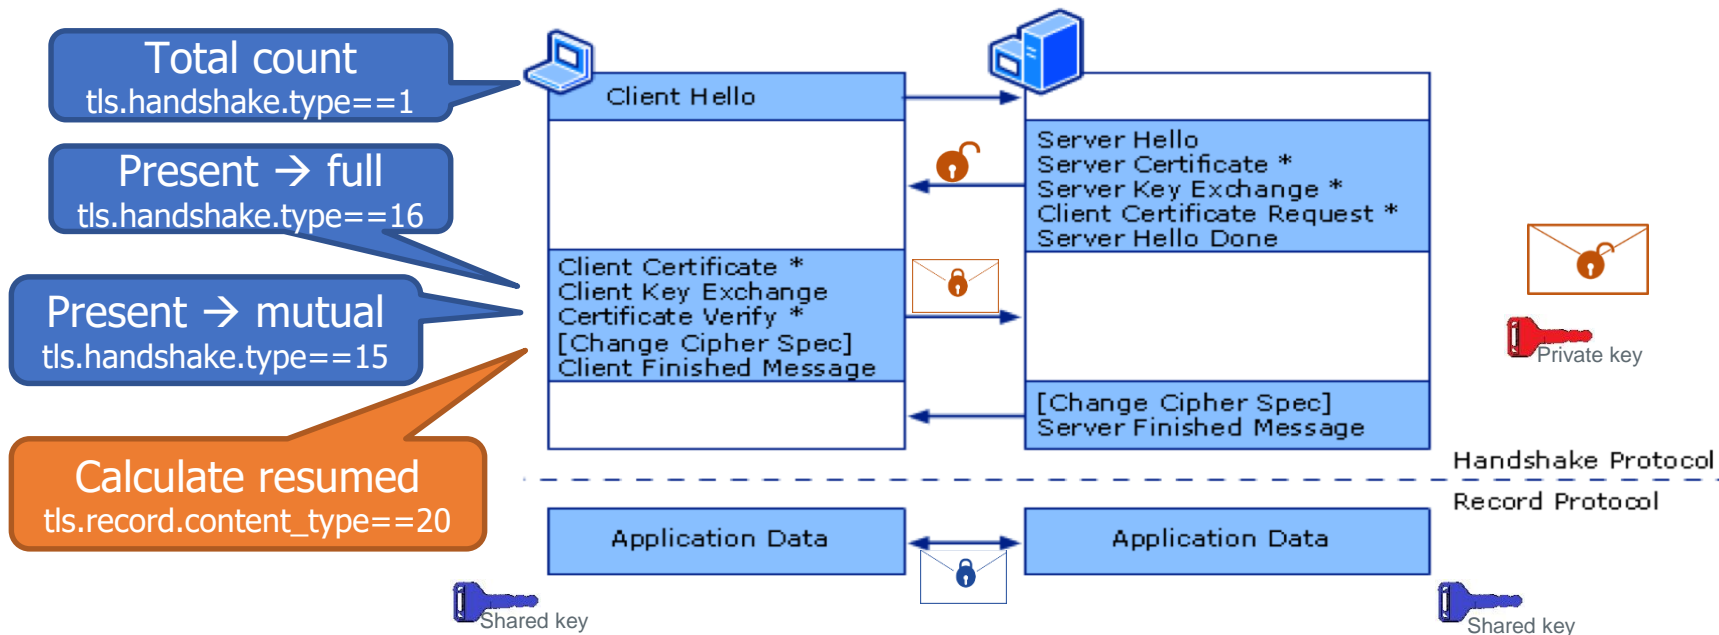 Total count
tls.handshake.type==1
Present → full
tls.handshake.type==16
Present → mutual
tls.handshake.type==15
Calculate resumed
tls.record.content_type==20
Client Hello
Server Hello
Server Certificate *
Server Key Exchange *
Client Certificate Request *
Server Hello Done
Client Certificate *
Client Key Exchange
Certificate Verify *
[Change Cipher Spec]
Client Finished Message
Private key
[Change Cipher Spec]
Server Finished Message
Handshake Protocol
Record Protocol
Application Data
Application Data
Shared key
Shared key